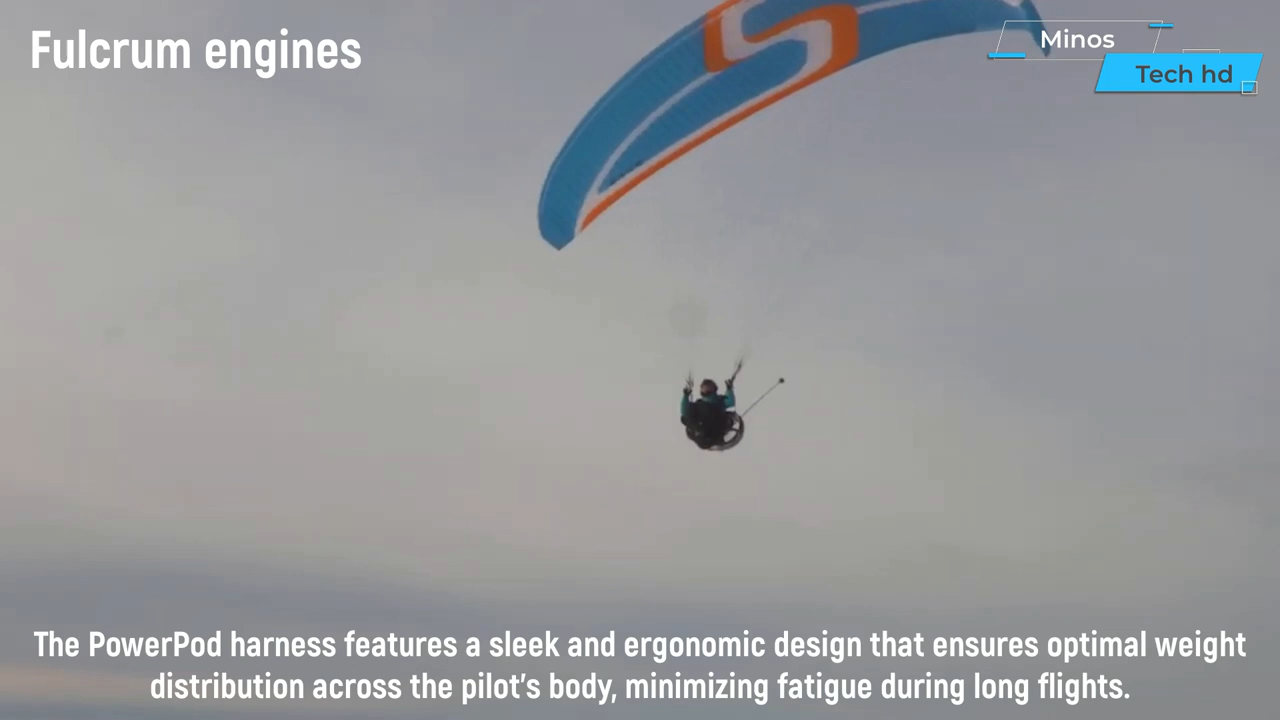 Fulcrum engines
Minos
Tech hd
The PowerPod harness features a sleek and ergonomic design that ensures optimal weight
distribution across the pilot's body, minimizing fatigue during long flights.